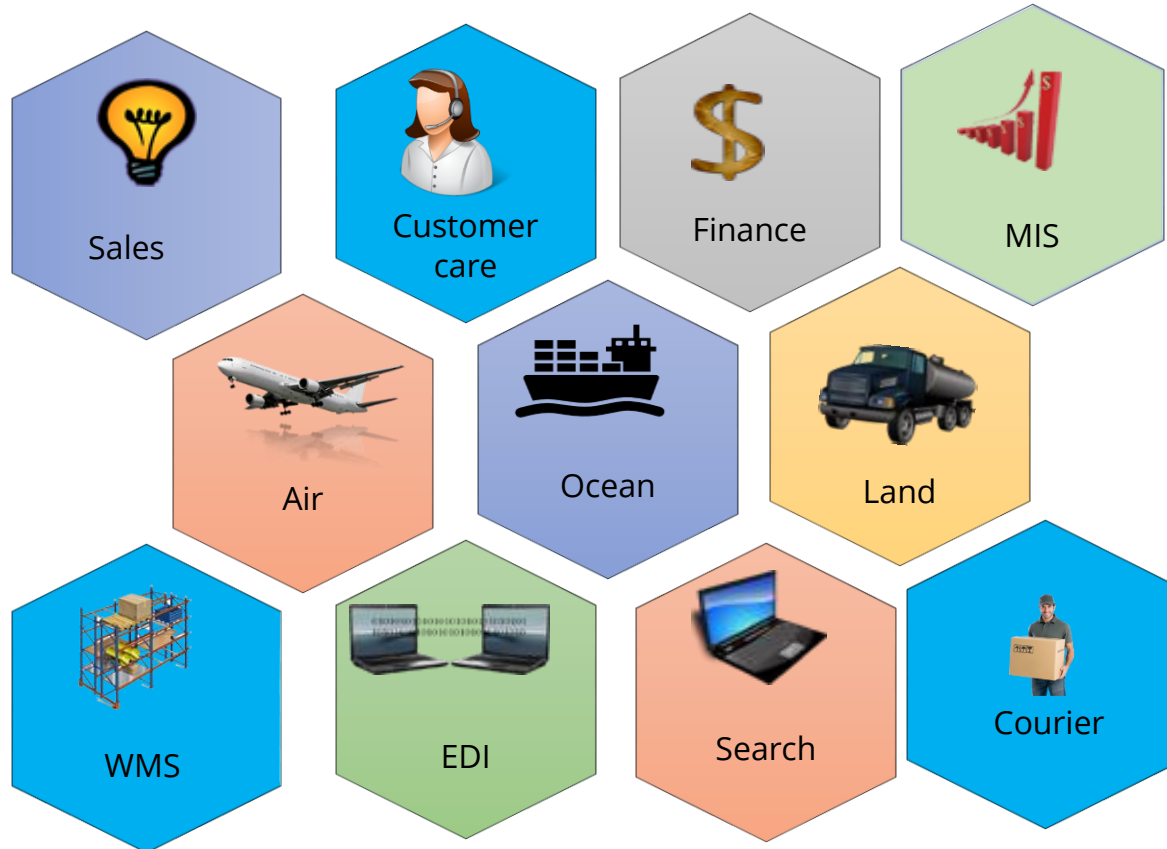 Sales
Customer
care
Finance
MIS
Air
Ocean
Land
WMS
EDI
Search
Courier